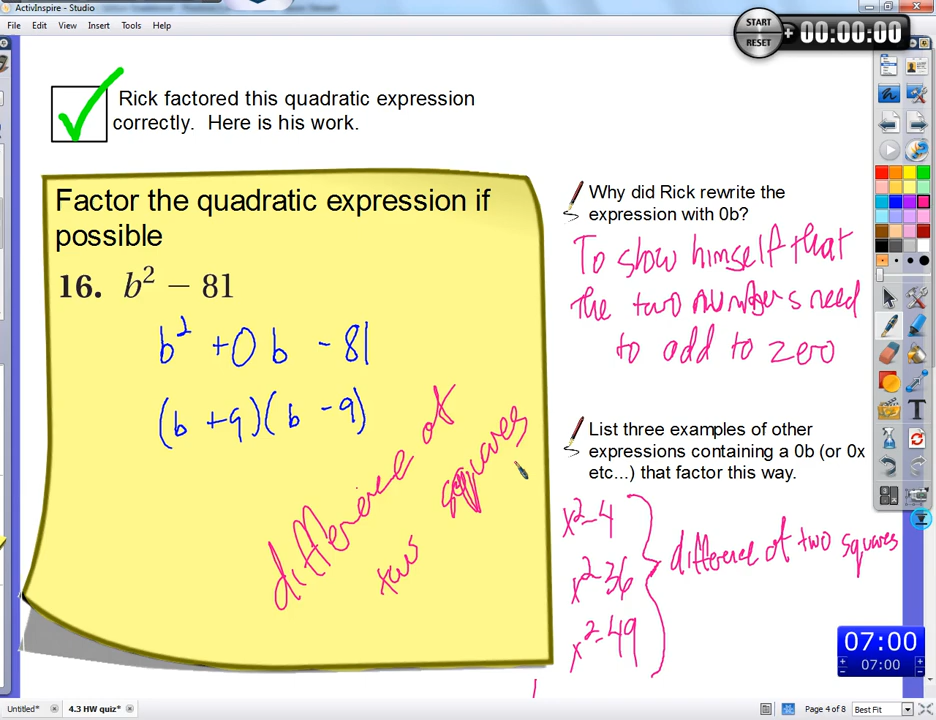 ActivInspire - Studio
File Edit View Insert Tools Help
START
RESET
00:00:00
Rick factored this quadratic expression
correctly. Here is his work.
Factor the quadratic expression if
possible
16. b² − 81
b² +0b -81
(b +9)(b -9)
difference of
two squares
Why did Rick rewrite the
expression with 0b?
To show himself that
the two numbers need
to add to zero
List three examples of other
expressions containing a 0b (or 0x
etc...) that factor this way.
x²-4
x²-36
x²-49
difference of two squares
07:00
07:00
Untitled* 4.3 HW quiz* Page 4 of 8 Best Fit